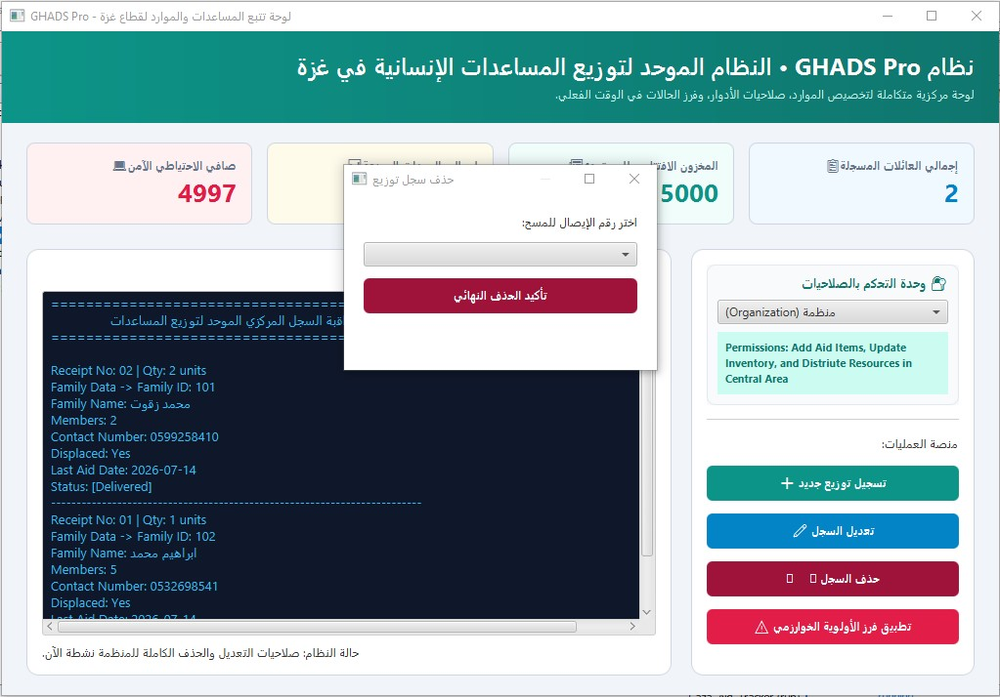 GHADS Pro - لوحة تتبع المساعدات والموارد لقطاع غزة
نظام GHADS Pro • النظام الموحد لتوزيع المساعدات الإنسانية في غزة
لوحة مركزية متكاملة لتخصيص الموارد، صلاحيات الأدوار، وفرز الحالات في الوقت الفعلي.
إجمالي العائلات المسجلة
2
المخزون
5000
صافي الاحتياطي الآمن
4997
حذف سجل توزيع
اختر رقم الإيصال للمسح:
تأكيد الحذف النهائي
وحدة التحكم بالصلاحيات
منظمة (Organization)
Permissions: Add Aid Items, Update
Inventory, and Distriute Resources in
Central Area
منصة العمليات:
تسجيل توزيع جديد
تعديل السجل
حذف السجل
تطبيق فرز الأولوية الخوارزمي
السجل المركزي الموحد لتوزيع المساعدات
Receipt No: 02 | Qty: 2 units
Family Data -> Family ID: 101
Family Name: محمد زقوت
Members: 2
Contact Number: 0599258410
Displaced: Yes
Last Aid Date: 2026-07-14
Status: [Delivered]
------------------------------------------------------------------------
Receipt No: 01 | Qty: 1 units
Family Data -> Family ID: 102
Family Name: ابراهيم محمد
Members: 5
Contact Number: 0532698541
Displaced: Yes
Last Aid Date: 2026-07-14
حالة النظام: صلاحيات التعديل والحذف الكاملة للمنظمة نشطة الآن.